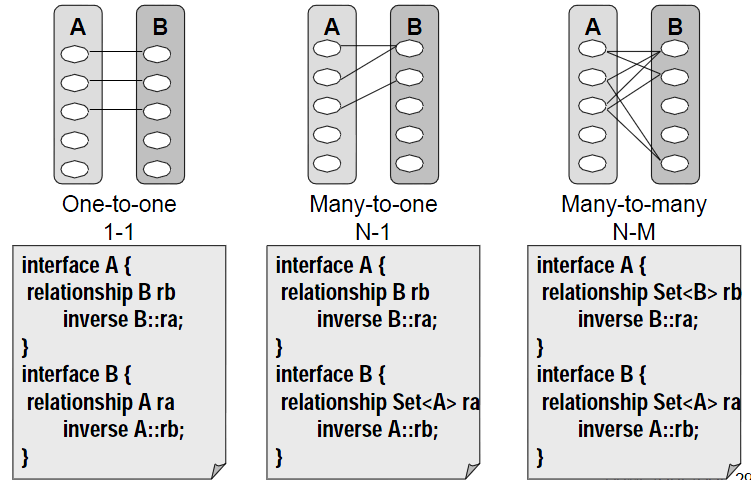 A B
One-to-one
1-1
interface A {
relationship B rb
inverse B::ra;
}
interface B {
relationship A ra
inverse A::rb;
}
A B
Many-to-one
N-1
interface A {
relationship B rb
inverse B::ra;
}
interface B {
relationship Set<A> ra
inverse A::rb;
}
A B
Many-to-many
N-M
interface A {
relationship Set<B> rb
inverse B::ra;
}
interface B {
relationship Set<A> ra
inverse A::rb;
}
29